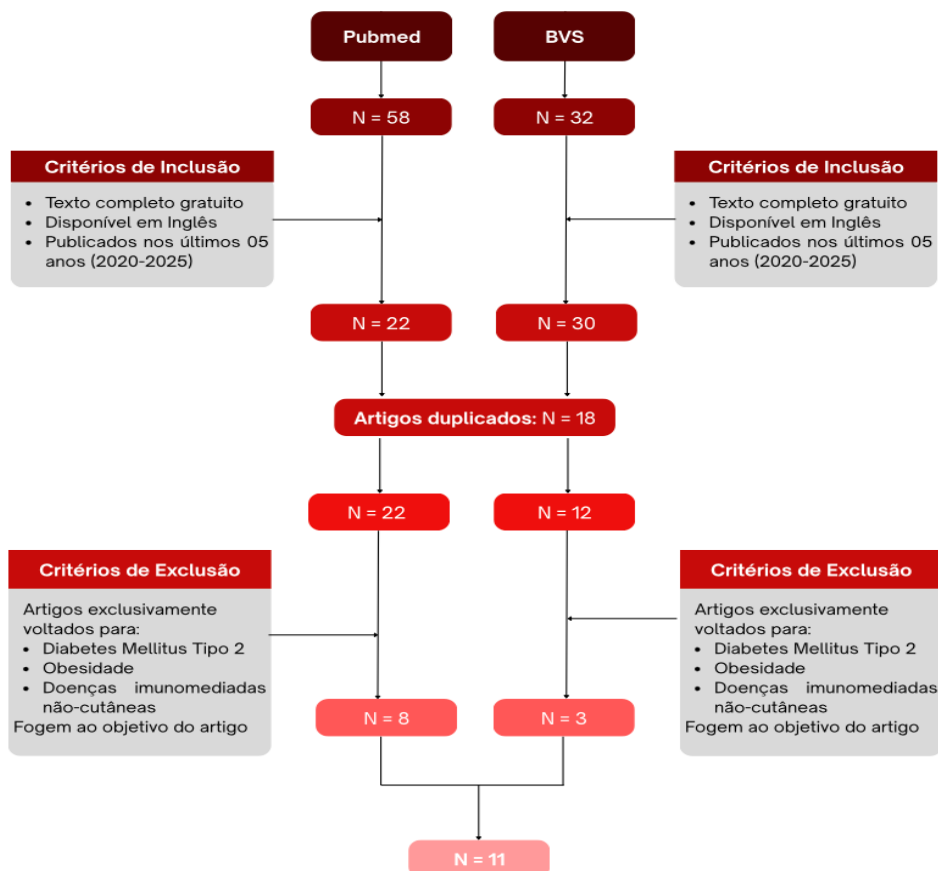 Pubmed
BVS
N = 58
N = 32
Critérios de Inclusão
• Texto completo gratuito
• Disponível em Inglês
• Publicados nos últimos 05
anos (2020-2025)
Critérios de Inclusão
• Texto completo gratuito
• Disponível em Inglês
• Publicados nos últimos 05
anos (2020-2025)
N = 22
N = 30
Artigos duplicados: N = 18
N = 22
N = 12
Critérios de Exclusão
Artigos exclusivamente
voltados para:
• Diabetes Mellitus Tipo 2
• Obesidade
• Doenças imunomediadas
não-cutâneas
Fogem ao objetivo do artigo
Critérios de Exclusão
Artigos exclusivamente
voltados para:
• Diabetes Mellitus Tipo 2
• Obesidade
• Doenças imunomediadas
não-cutâneas
Fogem ao objetivo do artigo
N = 8
N = 3
N = 11